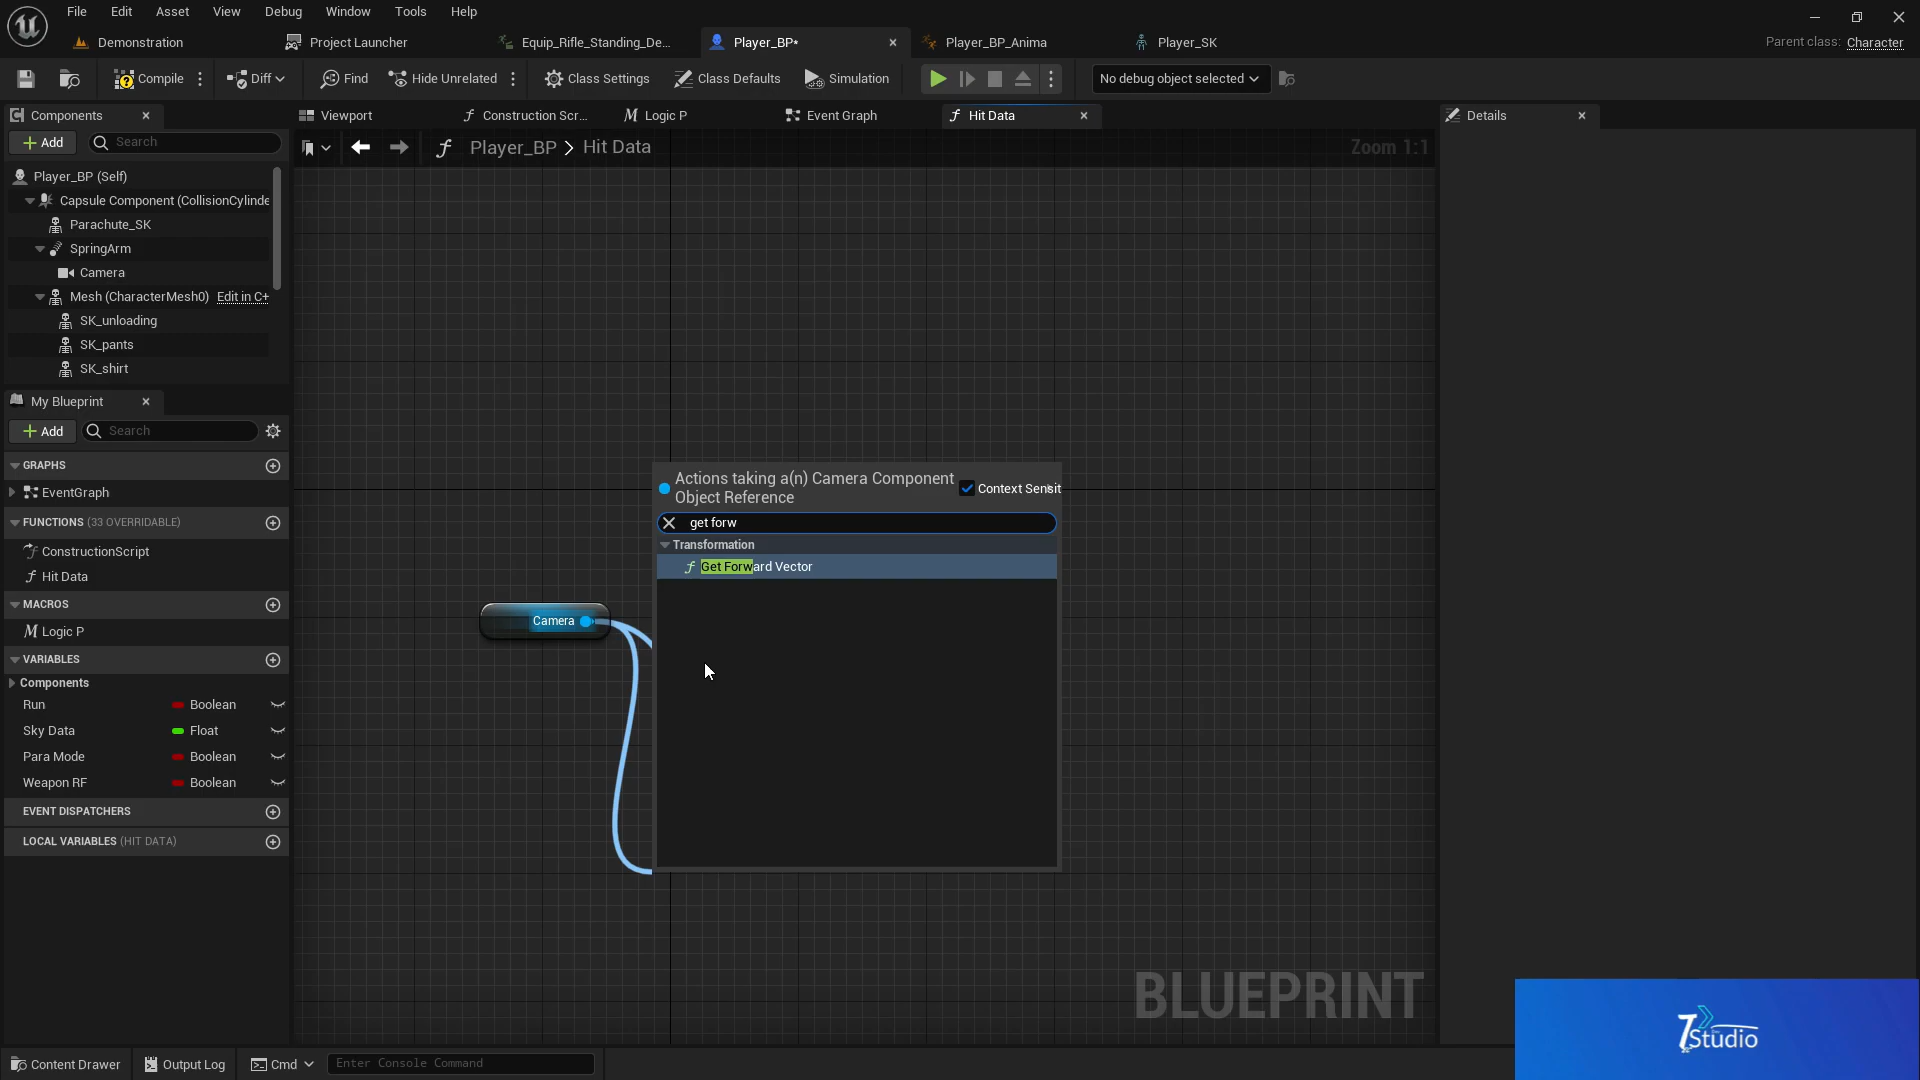 File Edit Asset View Debug Window Tools Help
Demonstration Project Launcher Equip_Rifle_Standing_De... Player_BP* Player_BP_Anima Player_SK Parent class: Character
Compile Diff Find Hide Unrelated Class Settings Class Defaults Simulation No debug object selected
Components Viewport Construction Scr... Logic P Event Graph Hit Data Details
Add Search
Player_BP > Hit Data Zoom 1:1
Player_BP (Self)
Capsule Component (CollisionCylinde
Parachute_SK
SpringArm
Camera
Mesh (CharacterMesh0) Edit in C+
SK_unloading
SK_pants
SK_shirt
My Blueprint
Add Search
GRAPHS
EventGraph
FUNCTIONS (33 OVERRIDABLE)
ConstructionScript
Hit Data
MACROS
Logic P
VARIABLES
Components
Run Boolean
Sky Data Float
Para Mode Boolean
Weapon RF Boolean
EVENT DISPATCHERS
LOCAL VARIABLES (HIT DATA)
Actions taking a(n) Camera Component
Object Reference
Context Sensit
get forw
Transformation
Get Forward Vector
Camera
BLUEPRINT
7Studio
Content Drawer Output Log Cmd Enter Console Command